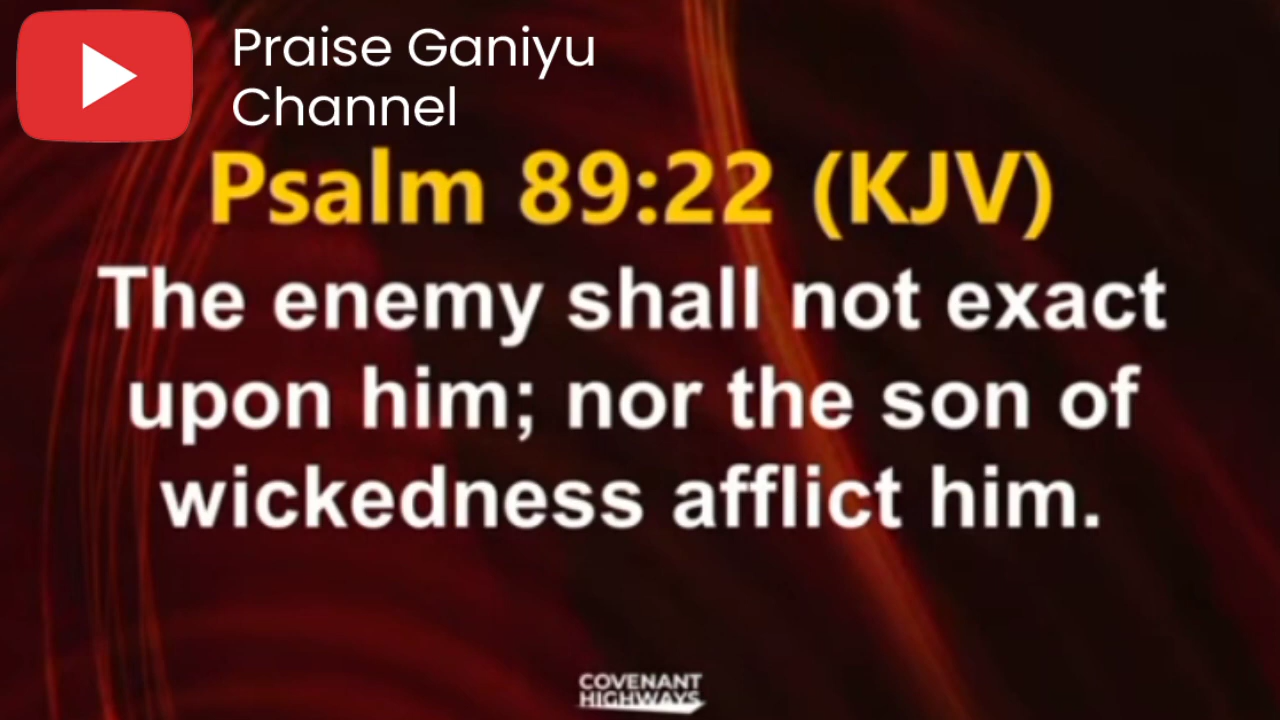 Praise Ganiyu
Channel
Psalm 89:22 (KJV)
The enemy shall not exact
upon him; nor the son of
wickedness afflict him.
COVENANT
HIGHWAYS